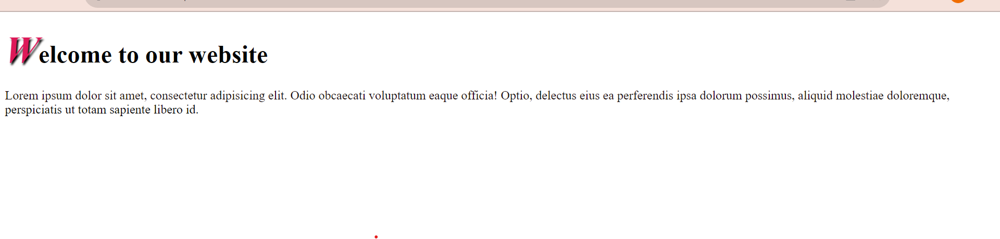 Welcome to our website
Lorem ipsum dolor sit amet, consectetur adipisicing elit. Odio obcaecati voluptatum eaque officia! Optio, delectus eius ea perferendis ipsa dolorum possimus, aliquid molestiae doloremque,
perspiciatis ut totam sapiente libero id.